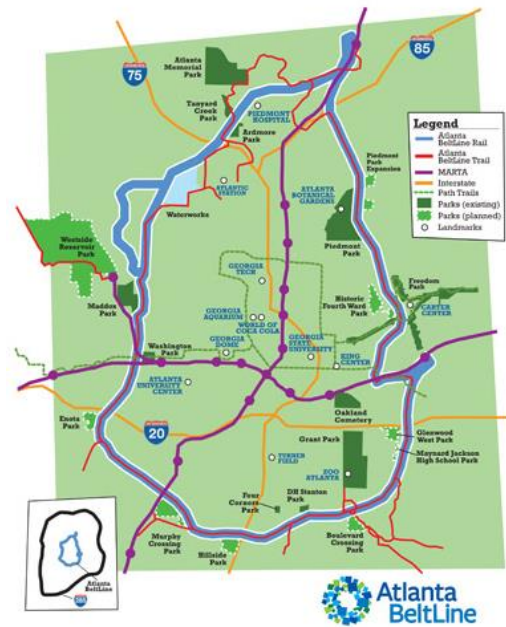 Atlanta
Memorial
Park
75
85
Tanyard
Creek Park
PIEDMONT
HOSPITAL
Ardmore Park
Legend
Atlanta
BeltLine Rail
Atlanta
BeltLine Trail
MARTA
Interstate
Path Trails
Parks (existing)
Parks (planned)
Landmarks
Piedmont
Park
Expansion
ATLANTIC
STATION
ATLANTA
BOTANICAL
GARDENS
Waterworks
Piedmont
Park
Westside
Reservoir
Park
Maddox
Park
GEORGIA
TECH
Freedom
Park
CARTER
CENTER
Historic
Fourth Ward
Park
GEORGIA
AQUARIUM
WORLD OF
COCA COLA
GEORGIA
STATE
UNIVERSITY
Washington
Park
GEORGIA
DOME
KING
CENTER
ATLANTA
UNIVERSITY
CENTER
Oakland
Cemetery
Enota
Park
20
Grant Park
Glenwood
West Park
Maynard Jackson
High School Park
TURNER
FIELD
ZOO
ATLANTA
Four
Corners
Park
DH Stanton
Park
Murphy
Crossing
Park
Hillside
Park
Boulevard
Crossing
Park
Atlanta
BeltLine
285
Atlanta
BeltLine